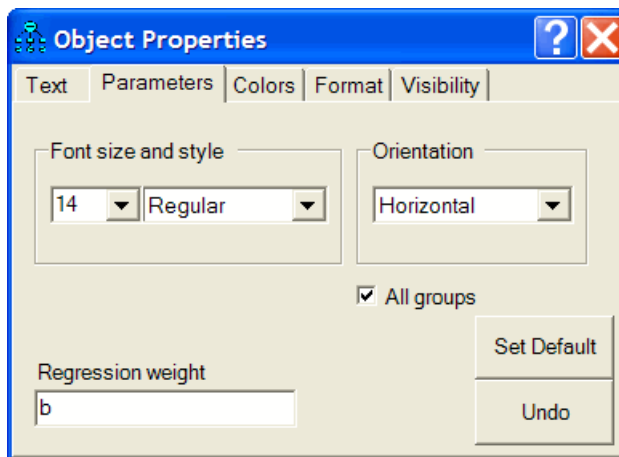 Object Properties
Text Parameters Colors Format Visibility
Font size and style Orientation
14 Regular Horizontal
All groups
Set Default
Regression weight
b
Undo